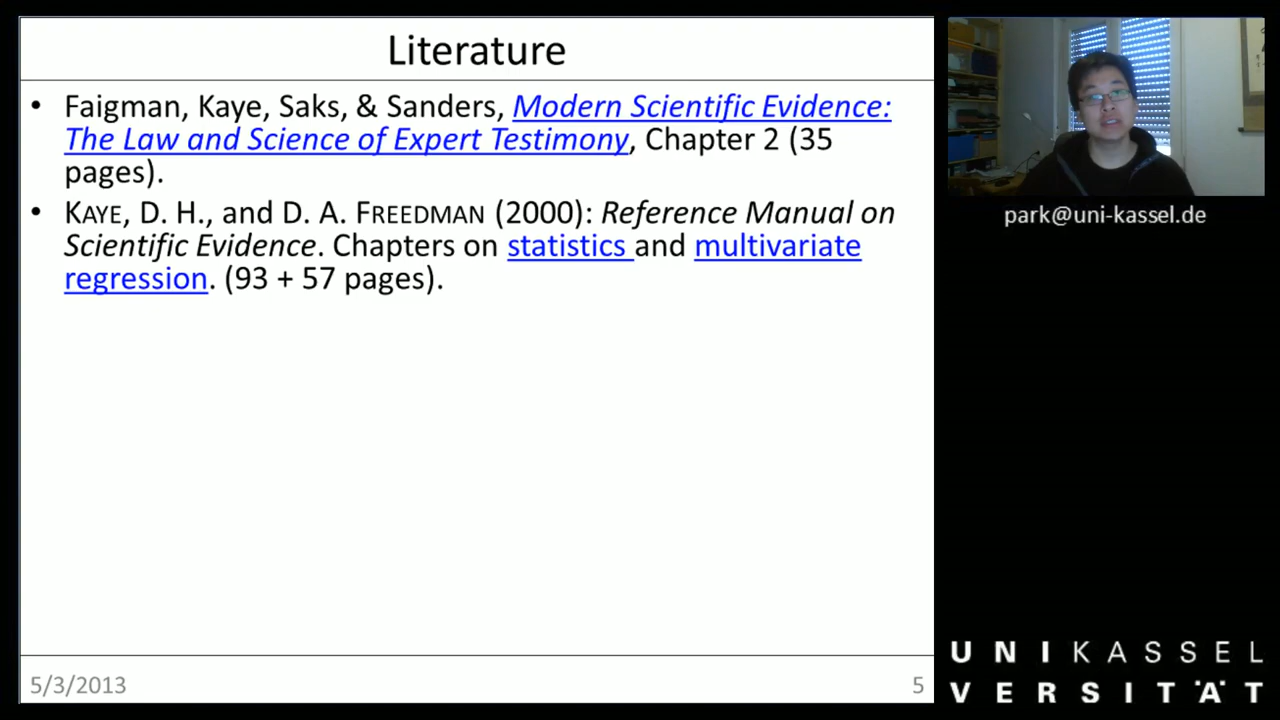 Literature
• Faigman, Kaye, Saks, & Sanders, Modern Scientific Evidence:
The Law and Science of Expert Testimony, Chapter 2 (35
pages).
• KAYE, D. H., and D. A. FREEDMAN (2000): Reference Manual on
Scientific Evidence. Chapters on statistics and multivariate
regression. (93 + 57 pages).
5/3/2013
5
park@uni-kassel.de
UNIKASSEL
VERSITÄT